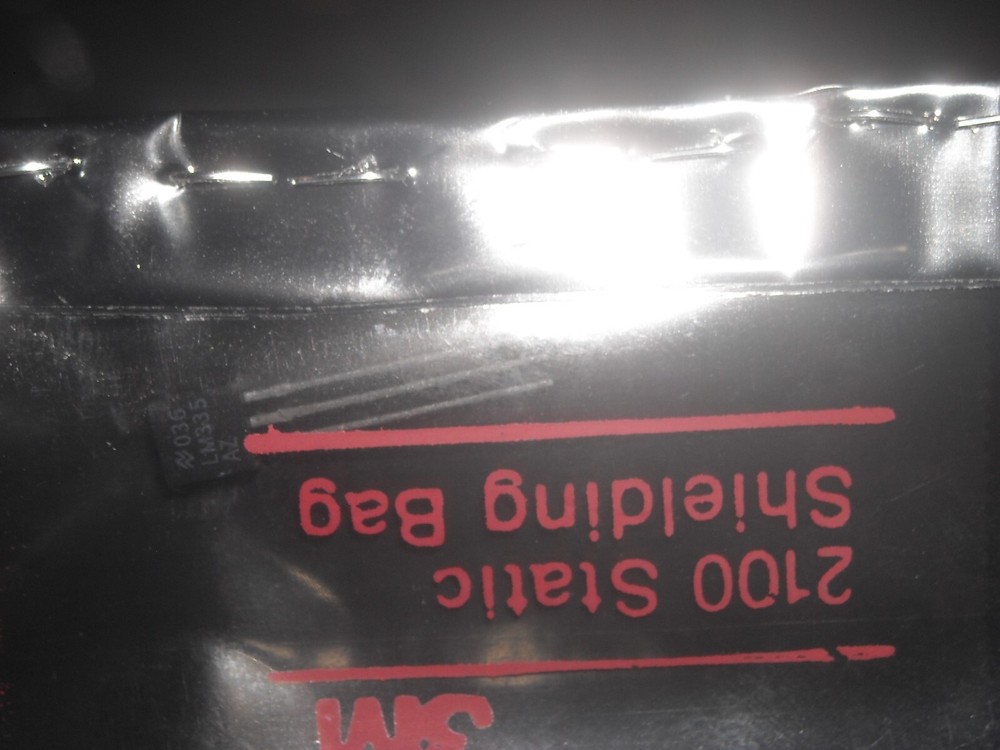 3M
2100 Static
Shielding Bag
036
LM335
AZ